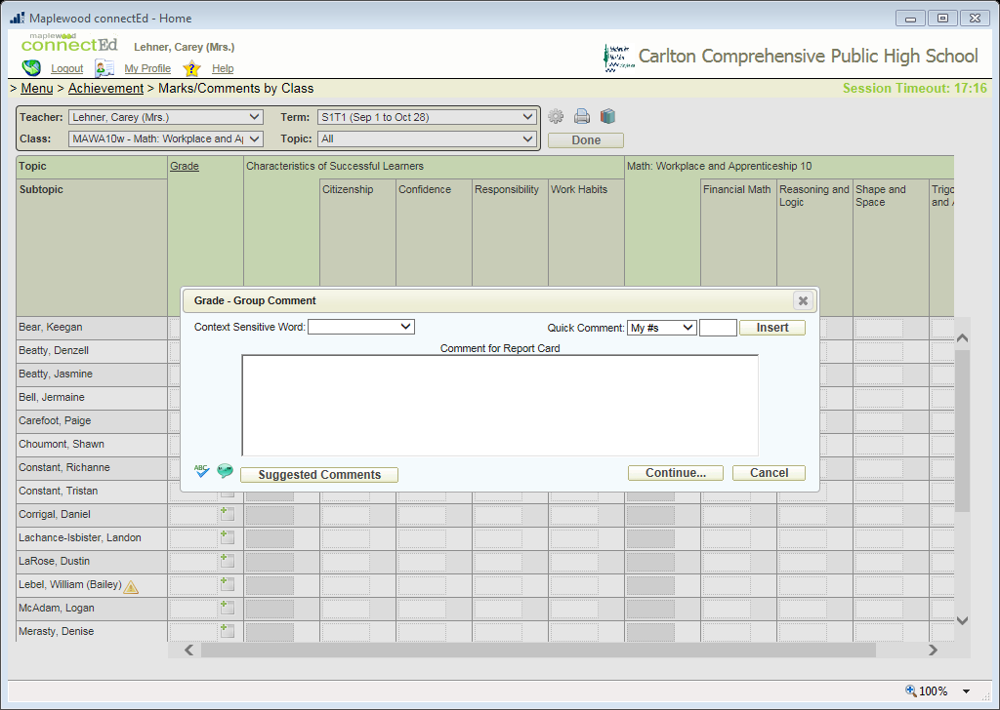 Maplewood connectEd - Home
maplewood
connectEd
Lehner, Carey (Mrs.)
Logout My Profile Help
Carlton Comprehensive Public High School
> Menu > Achievement > Marks/Comments by Class
Session Timeout: 17:16
Teacher: Lehner, Carey (Mrs.) Term: S1T1 (Sep 1 to Oct 28)
Class: MAWA10w - Math: Workplace and A Topic: All
Done
Topic Grade Characteristics of Successful Learners Math: Workplace and Apprenticeship 10
Subtopic Citizenship Confidence Responsibility Work Habits Financial Math Reasoning and Logic Shape and Space Trigo and A
Grade - Group Comment
Context Sensitive Word: Quick Comment: My #s Insert
Comment for Report Card
ABC Suggested Comments Continue... Cancel
Bear, Keegan
Beatty, Denzell
Beatty, Jasmine
Bell, Jermaine
Carefoot, Paige
Choumont, Shawn
Constant, Richanne
Constant, Tristan
Corrigal, Daniel
Lachance-Isbister, Landon
LaRose, Dustin
Lebel, William (Bailey)
McAdam, Logan
Merasty, Denise
100%